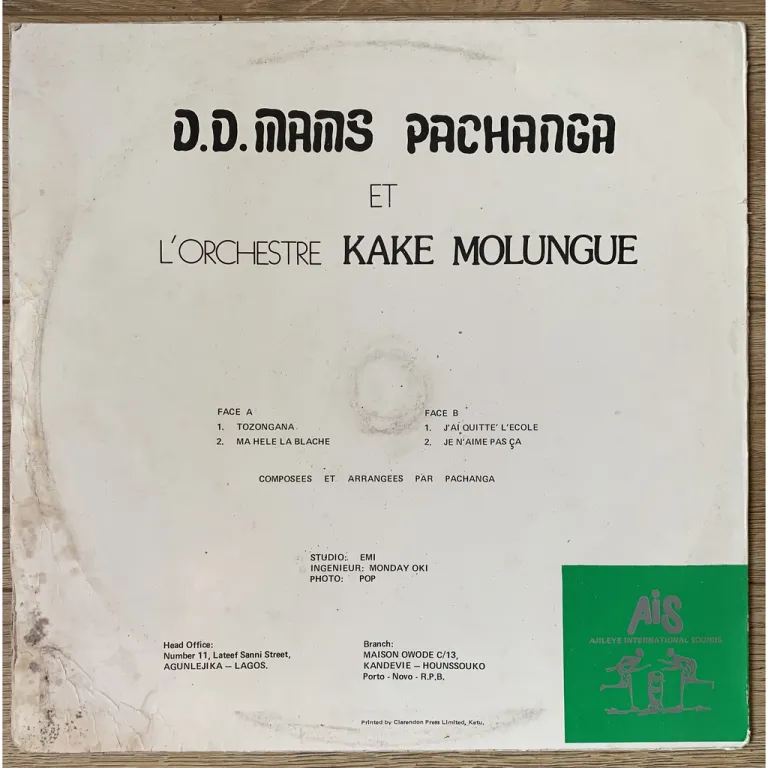 D.D. MAMS PACHANGA
ET
L'ORCHESTRE KAKE MOLUNGUE
FACE A
1. TOZONGANA
2. MA HELE LA BLACHE
FACE B
1. J'AI QUITTE' L'ECOLE
2. JE N'AIME PAS ÇA
COMPOSEES ET ARRANGEES PAR PACHANGA
STUDIO: EMI
INGENIEUR: MONDAY OKI
PHOTO: POP
Head Office:
Number 11, Lateef Sanni Street,
AGUNLEJIKA – LAGOS.
Branch:
MAISON OWODE C/13,
KANDEVIE – HOUNSSOUKO
Porto - Novo - R.P.B.
Printed by Clarendon Press Limited, Ketu.
AIS
AJILEYE INTERNATIONAL SOUNDS